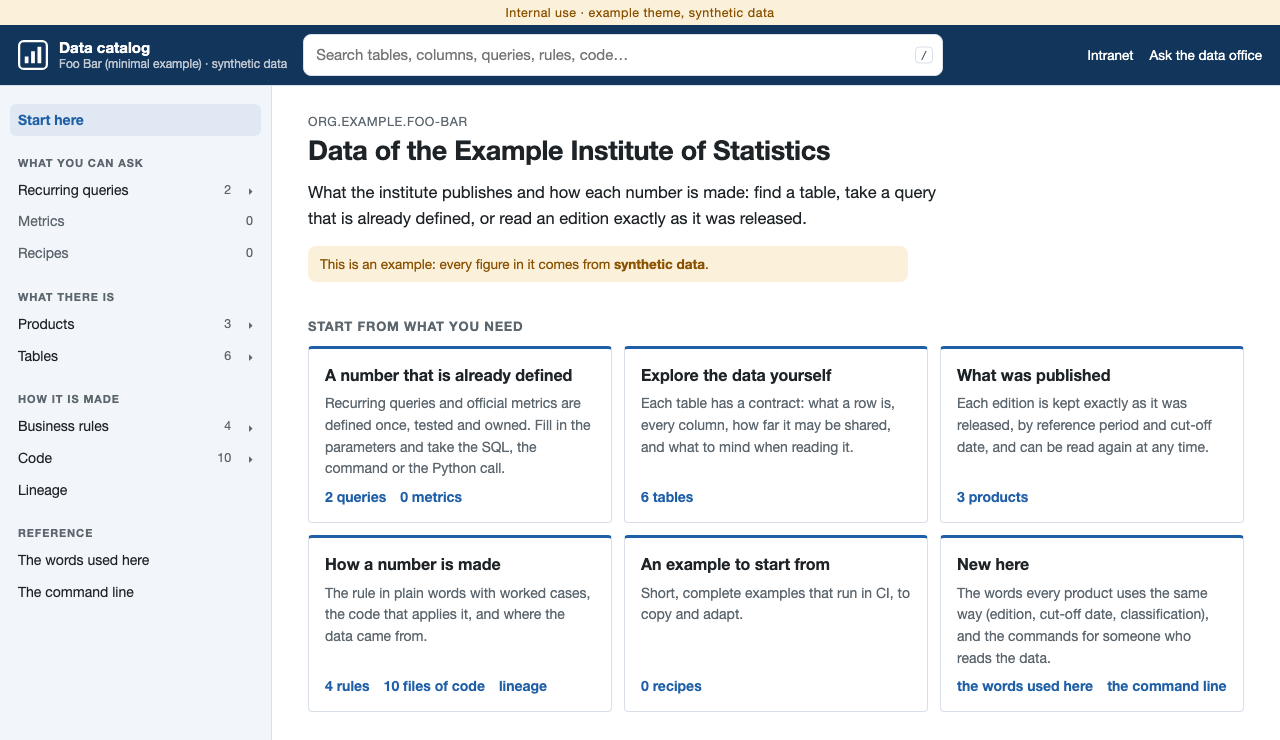 Internal use · example theme, synthetic data
Data catalog
Foo Bar (minimal example) · synthetic data
Search tables, columns, queries, rules, code…
/
Intranet
Ask the data office
Start here
WHAT YOU CAN ASK
Recurring queries 2
Metrics 0
Recipes 0
WHAT THERE IS
Products 3
Tables 6
HOW IT IS MADE
Business rules 4
Code 10
Lineage
REFERENCE
The words used here
The command line
ORG.EXAMPLE.FOO-BAR
Data of the Example Institute of Statistics
What the institute publishes and how each number is made: find a table, take a query
that is already defined, or read an edition exactly as it was released.
This is an example: every figure in it comes from synthetic data.
START FROM WHAT YOU NEED
A number that is already defined
Recurring queries and official metrics are
defined once, tested and owned. Fill in the
parameters and take the SQL, the
command or the Python call.
2 queries 0 metrics
Explore the data yourself
Each table has a contract: what a row is,
every column, how far it may be shared,
and what to mind when reading it.
6 tables
What was published
Each edition is kept exactly as it was
released, by reference period and cut-off
date, and can be read again at any time.
3 products
How a number is made
The rule in plain words with worked cases,
the code that applies it, and where the
data came from.
4 rules 10 files of code lineage
An example to start from
Short, complete examples that run in CI, to
copy and adapt.
0 recipes
New here
The words every product uses the same
way (edition, cut-off date, classification),
and the commands for someone who
reads the data.
the words used here the command line